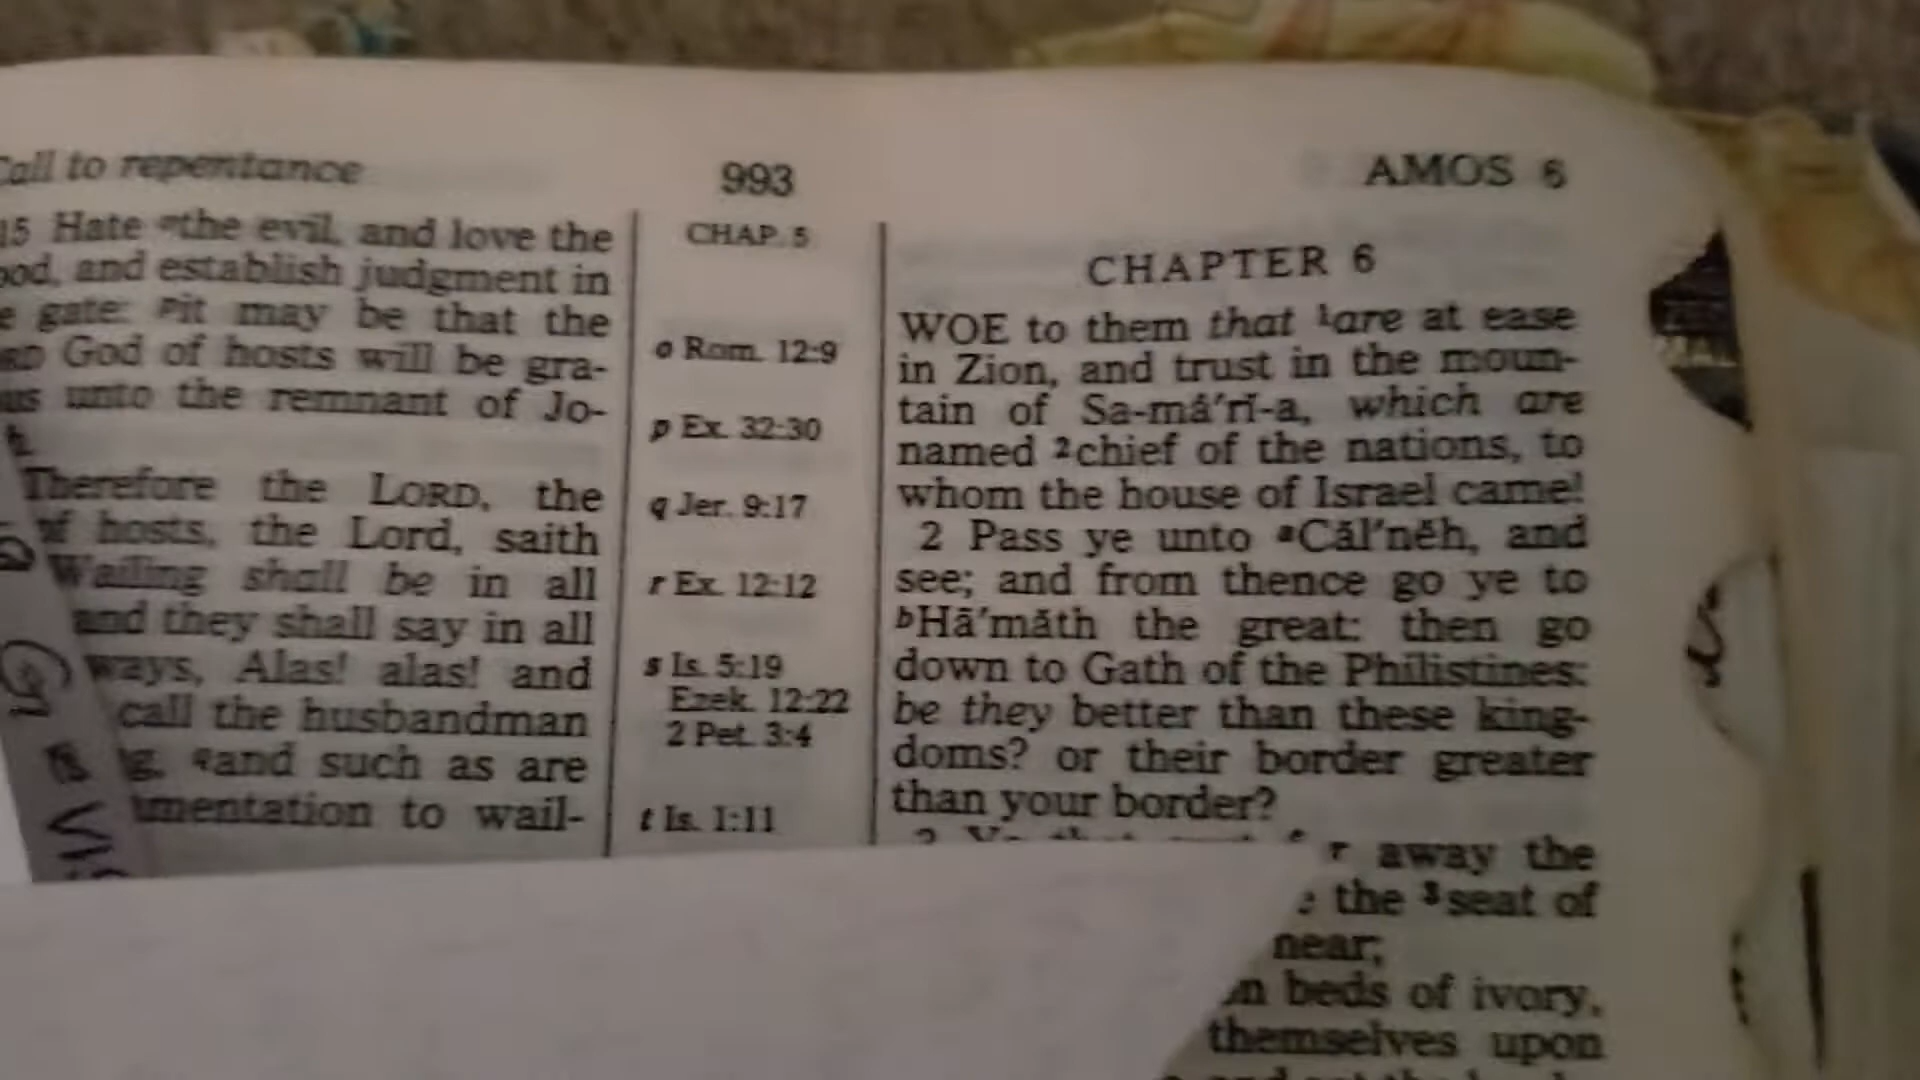 Call to repentance
993
AMOS 6
15 Hate the evil, and love the
and establish judgment in
gate: ᵖit may be that the
God of hosts will be gra-
unto the remnant of Jo-
Therefore the LORD, the
of hosts, the Lord, saith
Wailing shall be in all
and they shall say in all
ways, Alas! alas! and
call the husbandman
and such as are
to wail-
CHAP. 5
o Rom. 12:9
p Ex. 32:30
q Jer. 9:17
r Ex. 12:12
s Is. 5:19
Ezek. 12:22
2 Pet. 3:4
t Is. 1:11
CHAPTER 6
WOE to them that ¹are at ease
in Zion, and trust in the moun-
tain of Sa-mâ′rĭ-a, which are
named ²chief of the nations, to
whom the house of Israel came!
2 Pass ye unto ᵃCăl′nĕh, and
see; and from thence go ye to
ᵇHā′măth the great: then go
down to Gath of the Philistines:
be they better than these king-
doms? or their border greater
than your border?
away the
the ³seat of
near;
beds of ivory,
themselves upon